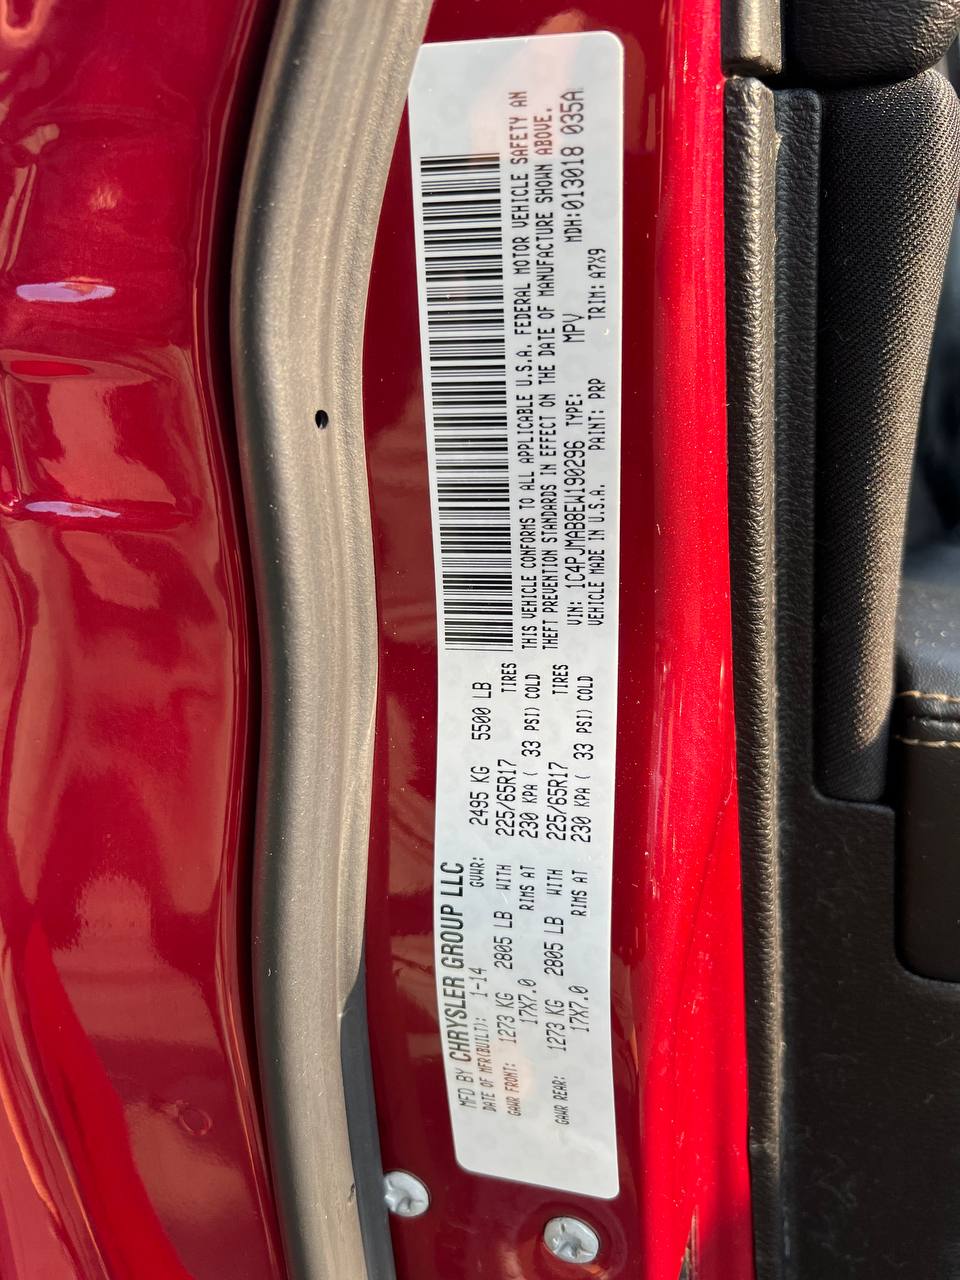 MFD BY CHRYSLER GROUP LLC
DATE OF MFR(BUILT): 1-14 GVWR: 2495 KG 5500 LB
GAWR FRONT: 1273 KG 2805 LB WITH 225/65R17 TIRES
17X7.0 RIMS AT 230 KPA ( 33 PSI) COLD
GAWR REAR: 1273 KG 2805 LB WITH 225/65R17 TIRES
17X7.0 RIMS AT 230 KPA ( 33 PSI) COLD
THIS VEHICLE CONFORMS TO ALL APPLICABLE U.S.A. FEDERAL MOTOR VEHICLE SAFETY AN
THEFT PREVENTION STANDARDS IN EFFECT ON THE DATE OF MANUFACTURE SHOWN ABOVE.
VIN: 1C4PJMAB8EW190296 TYPE: MPV MDH:013018 035A
VEHICLE MADE IN U.S.A. PAINT: PRP TRIM: A7X9